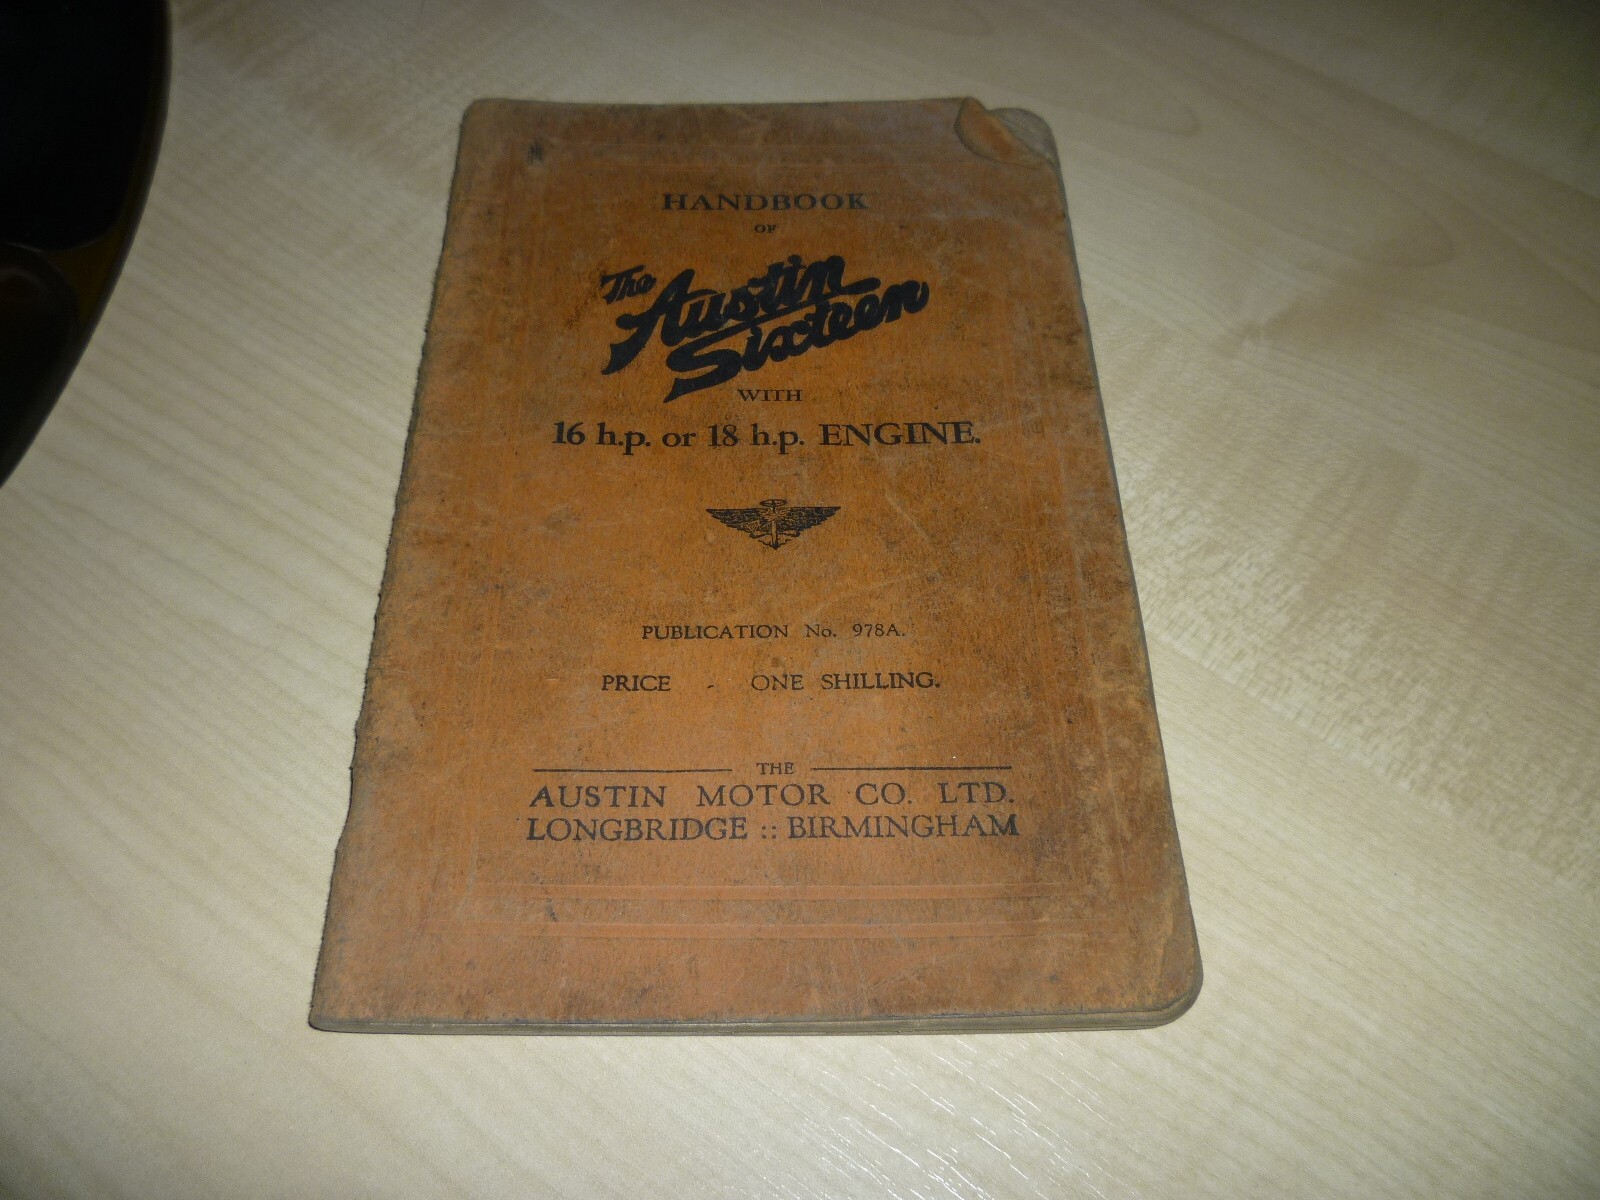 HANDBOOK
OF
The Austin
Sixteen
WITH
16 h.p. or 18 h.p. ENGINE.
PUBLICATION No. 978A.
PRICE - ONE SHILLING.
THE
AUSTIN MOTOR CO. LTD.
LONGBRIDGE :: BIRMINGHAM